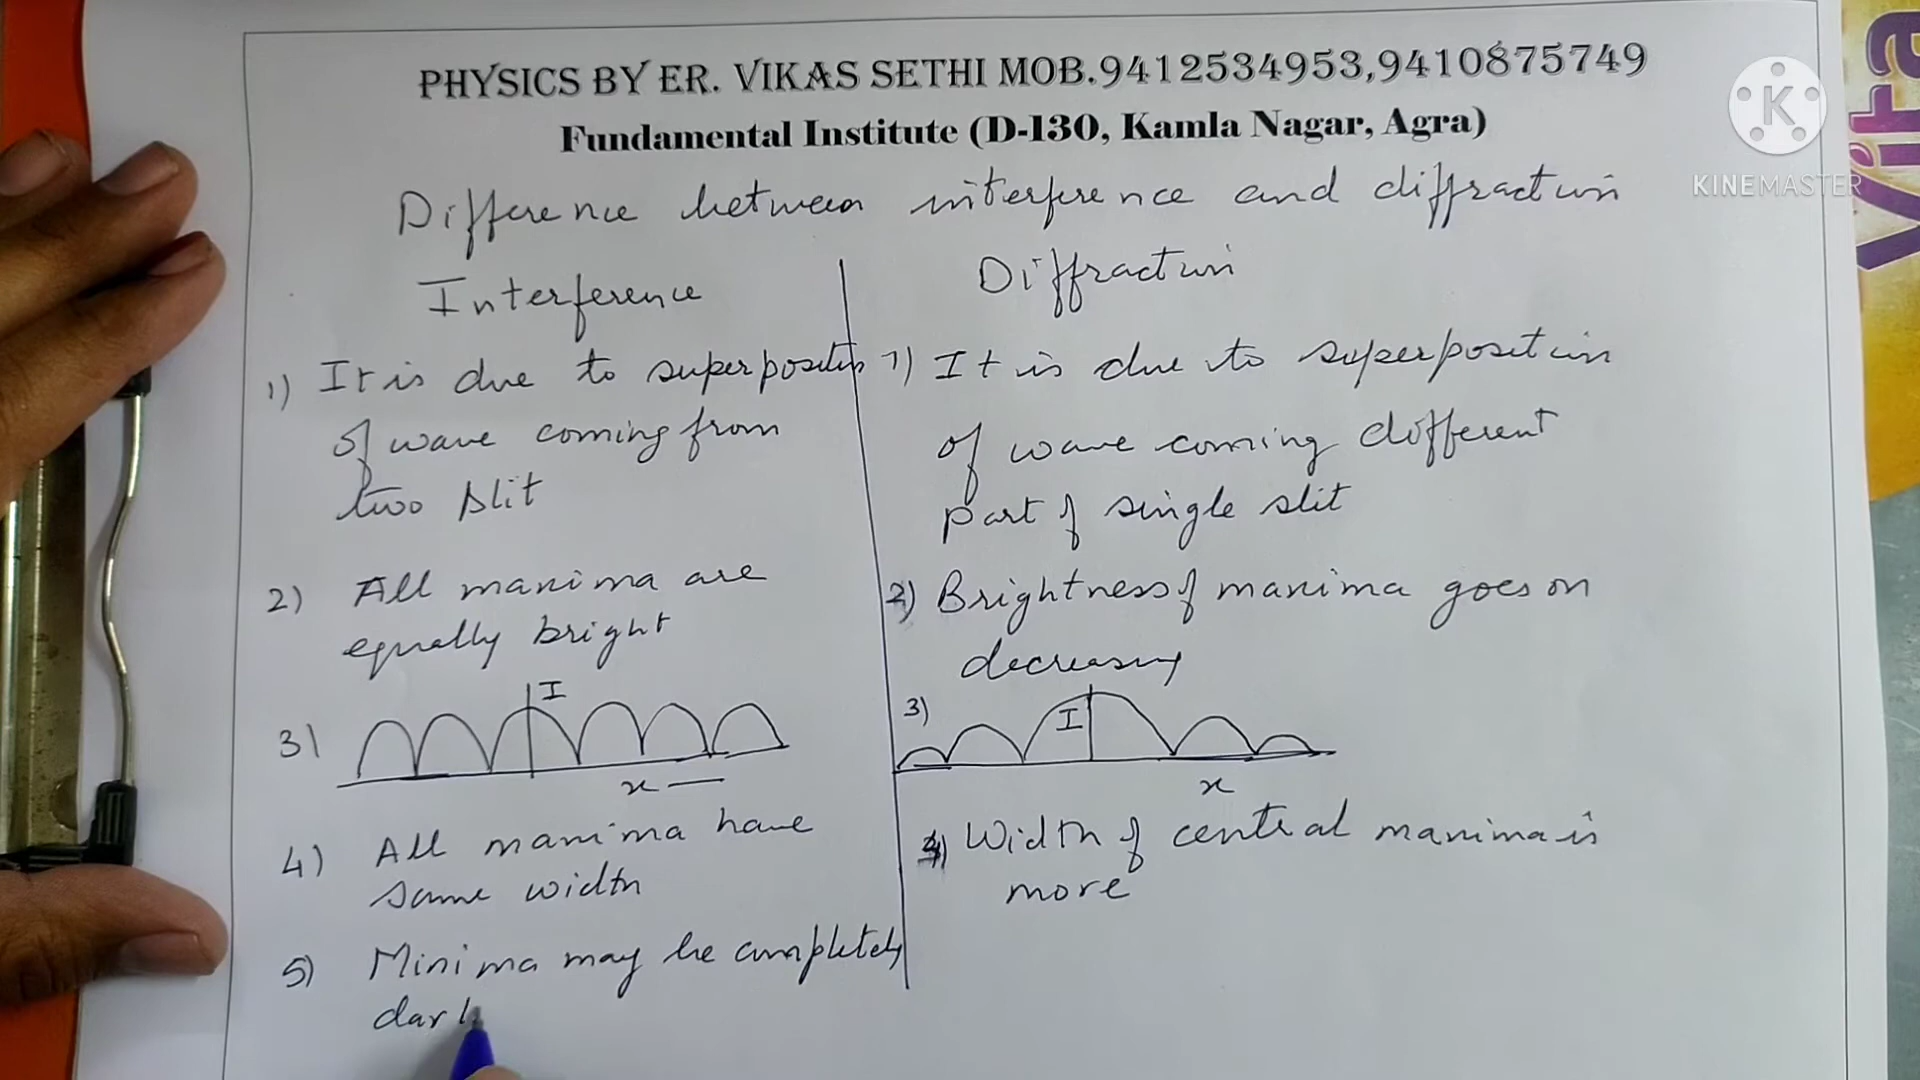 PHYSICS BY ER. VIKAS SETHI MOB.9412534953,9410875749
Fundamental Institute (D-130, Kamla Nagar, Agra)
K
KINEMASTER
Vita
Difference between interference and diffraction
Interference
1) It is due to superposition
of wave coming from
two slit
2) All maxima are
equally bright
3)
I
x
4) All maxima have
same width
5) Minima may be completely
dark
Diffraction
1) It is due to superposition
of wave coming different
part of single slit
2) Brightness of maxima goes on
decreasing
3)
I
x
4) Width of central maxima is
more